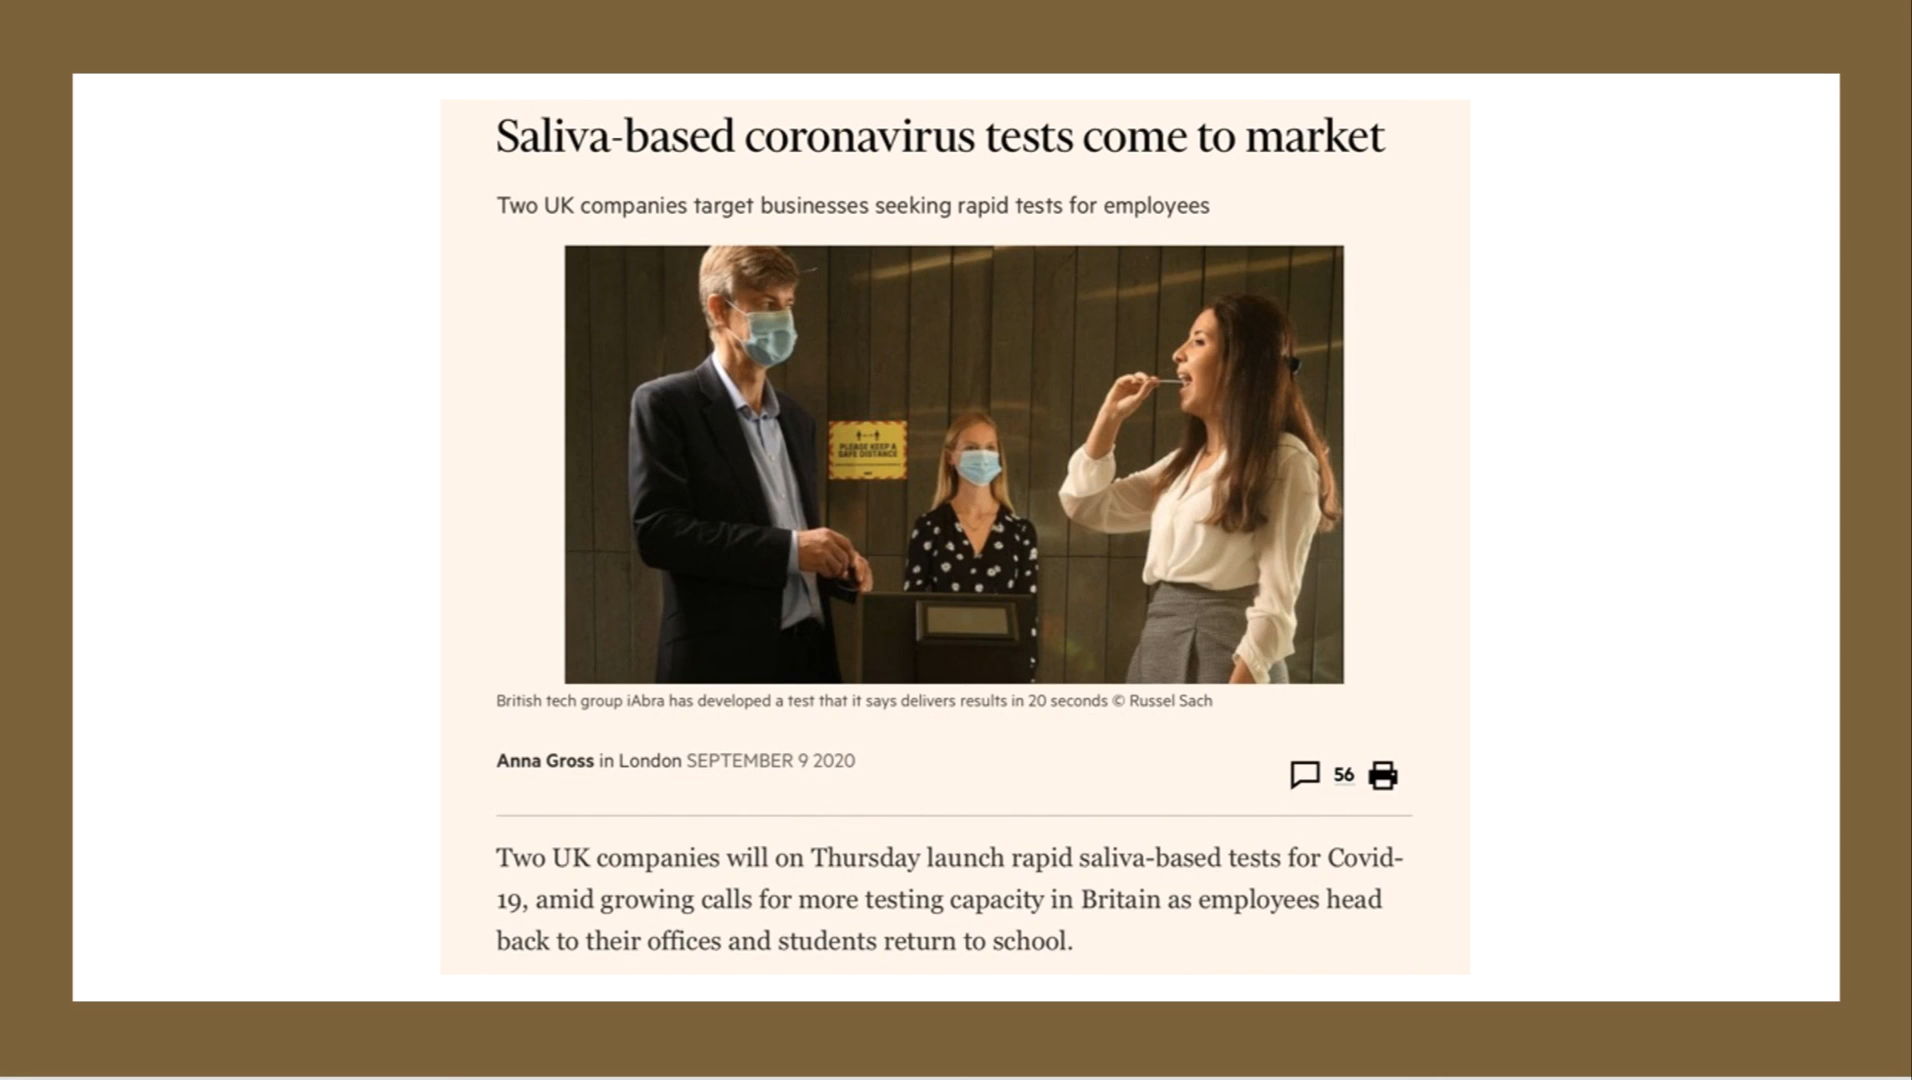 Saliva-based coronavirus tests come to market
Two UK companies target businesses seeking rapid tests for employees
PLEASE KEEP A
SAFE DISTANCE
British tech group iAbra has developed a test that it says delivers results in 20 seconds © Russel Sach
Anna Gross in London SEPTEMBER 9 2020
56
Two UK companies will on Thursday launch rapid saliva-based tests for Covid-
19, amid growing calls for more testing capacity in Britain as employees head
back to their offices and students return to school.